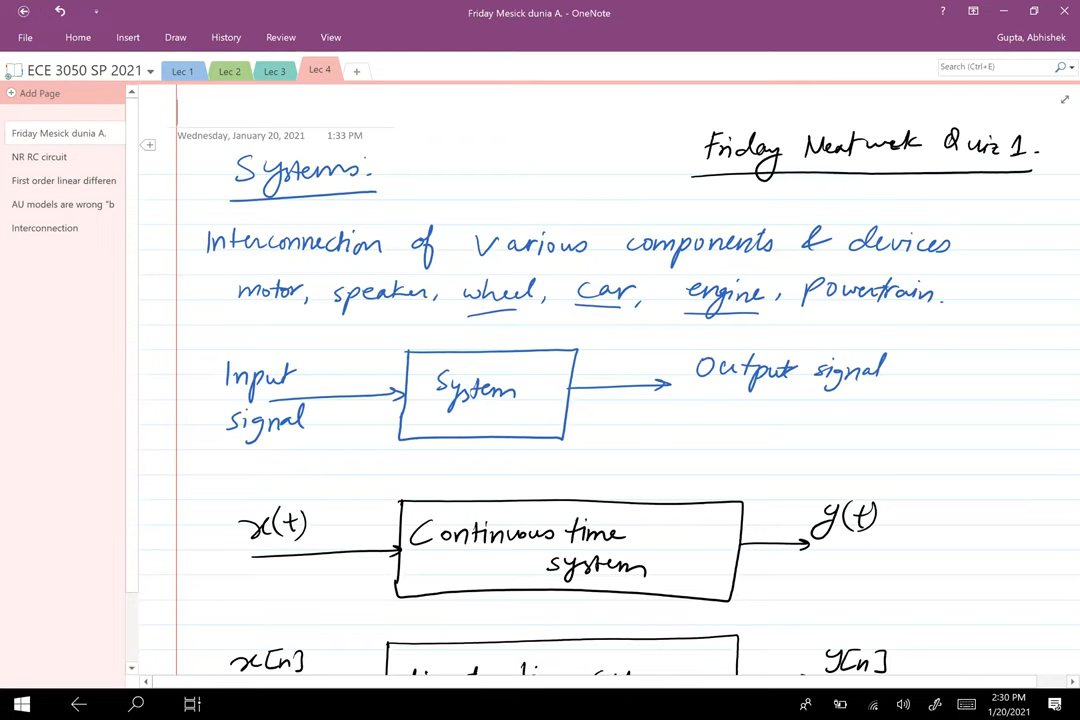 Friday Mesick dunia A. - OneNote
?
File Home Insert Draw History Review View
Gupta, Abhishek
ECE 3050 SP 2021
Lec 1 Lec 2 Lec 3 Lec 4 +
Search (Ctrl+E)
Add Page
Friday Mesick dunia A.
NR RC circuit
First order linear differen
AU models are wrong "b
Interconnection
Wednesday, January 20, 2021 1:33 PM
Friday Quiz 1.
Systems:
Interconnection of various components & devices
motor, speaker, wheel, car, engine, Powertrain.
Input signal
System
Output signal
x(t)
Continuous time system
y(t)
x[n]
y[n]
2:30 PM
1/20/2021